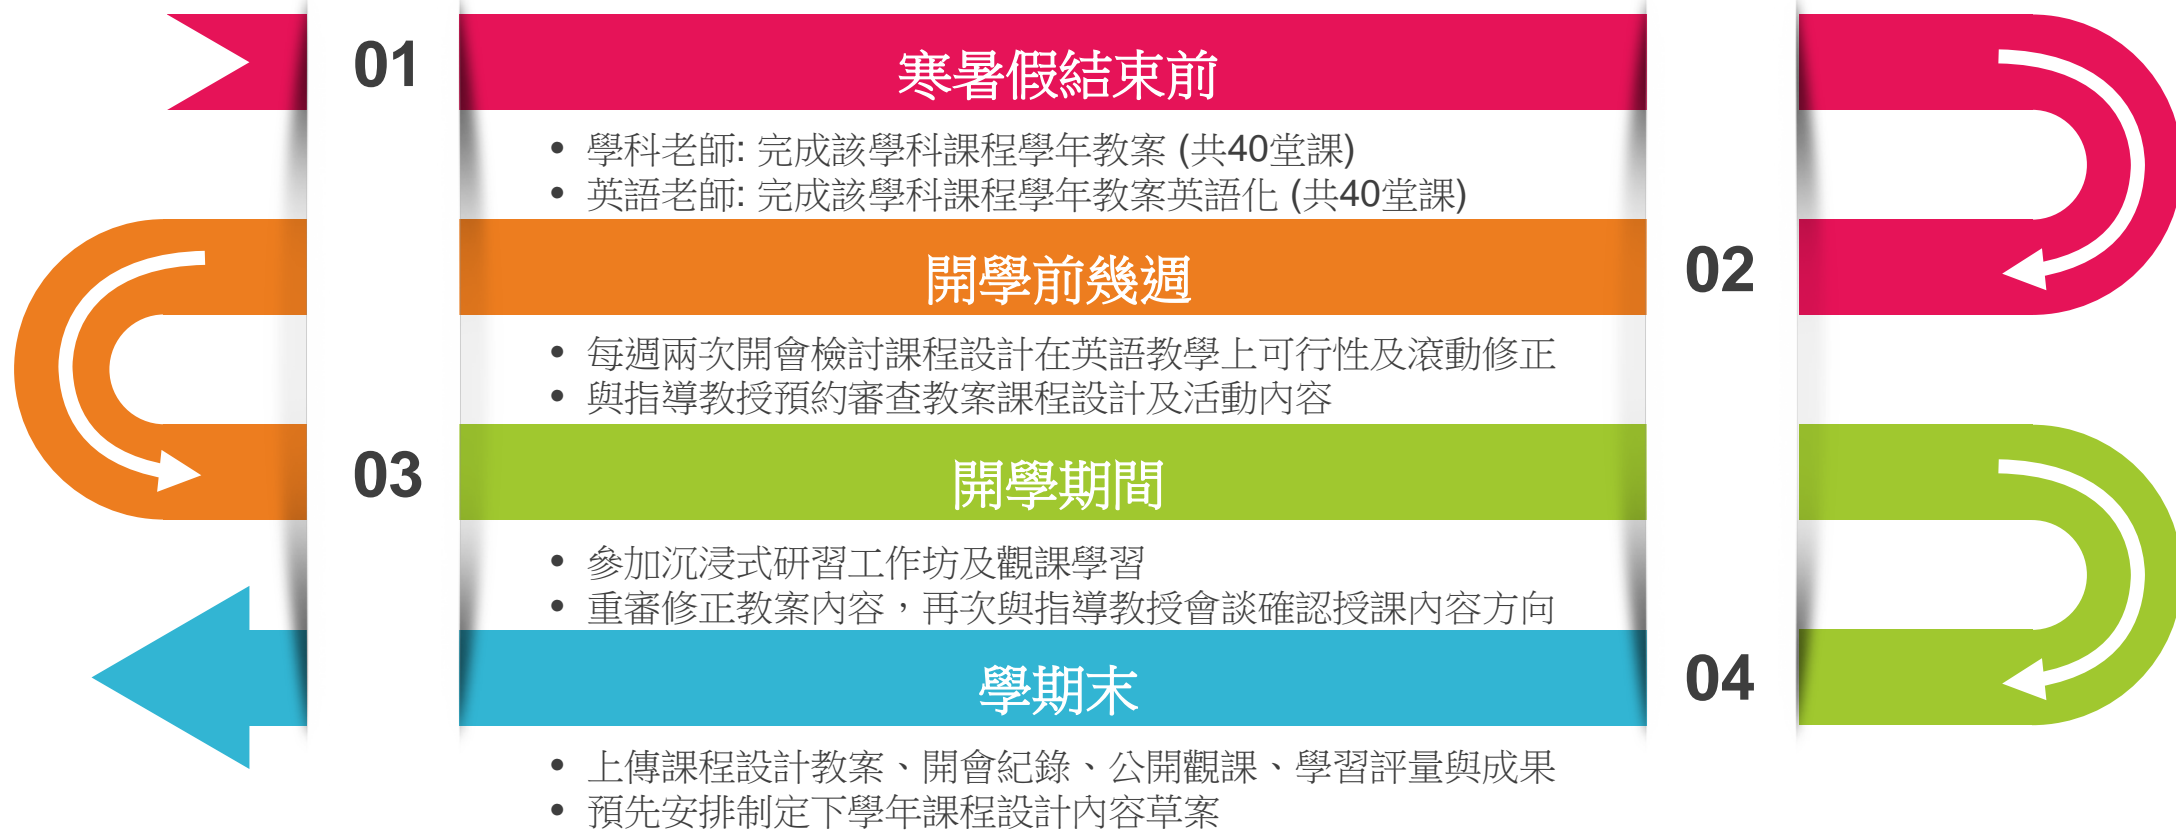 01
寒暑假結束前
• 學科老師: 完成該學科課程學年教案 (共40堂課)
• 英語老師: 完成該學科課程學年教案英語化 (共40堂課)
02
開學前幾週
• 每週兩次開會檢討課程設計在英語教學上可行性及滾動修正
• 與指導教授預約審查教案課程設計及活動內容
03
開學期間
• 參加沉浸式研習工作坊及觀課學習
• 重審修正教案內容，再次與指導教授會談確認授課內容方向
04
學期末
• 上傳課程設計教案、開會紀錄、公開觀課、學習評量與成果
• 預先安排制定下學年課程設計內容草案